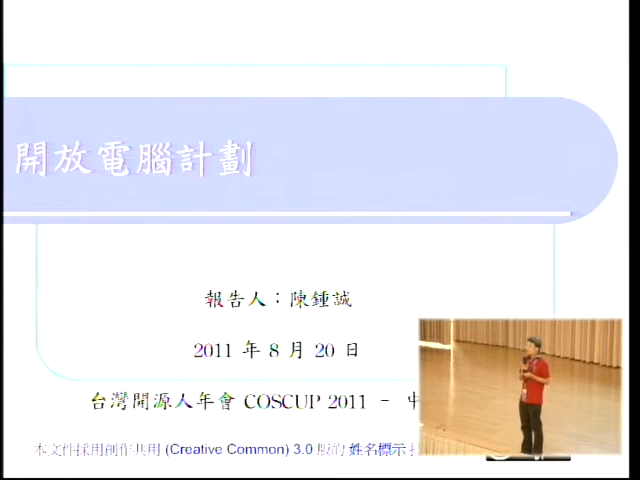 開放電腦計劃
報告人：陳鍾誠
2011 年 8 月 20 日
台灣開源人年會 COSCUP 2011 - 中
本文件採用創作共用 (Creative Common) 3.0 版的 姓名標示